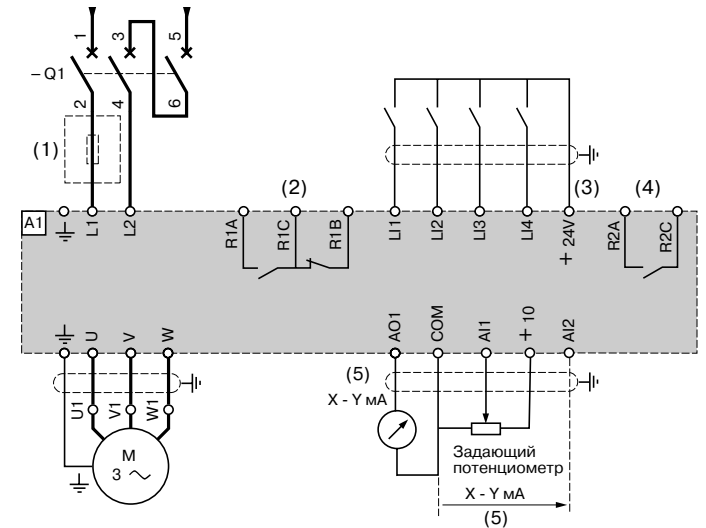 1
3
5
– Q1
2
4
6
(1)
(2)
(3)
(4)
A1
L1
L2
R1A
R1C
R1B
LI1
LI2
LI3
LI4
+ 24V
R2A
R2C
U
V
W
AO1
COM
AI1
+ 10
AI2
(5)
X - Y мА
U1
V1
W1
M
3
Задающий
потенциометр
X - Y мА
(5)